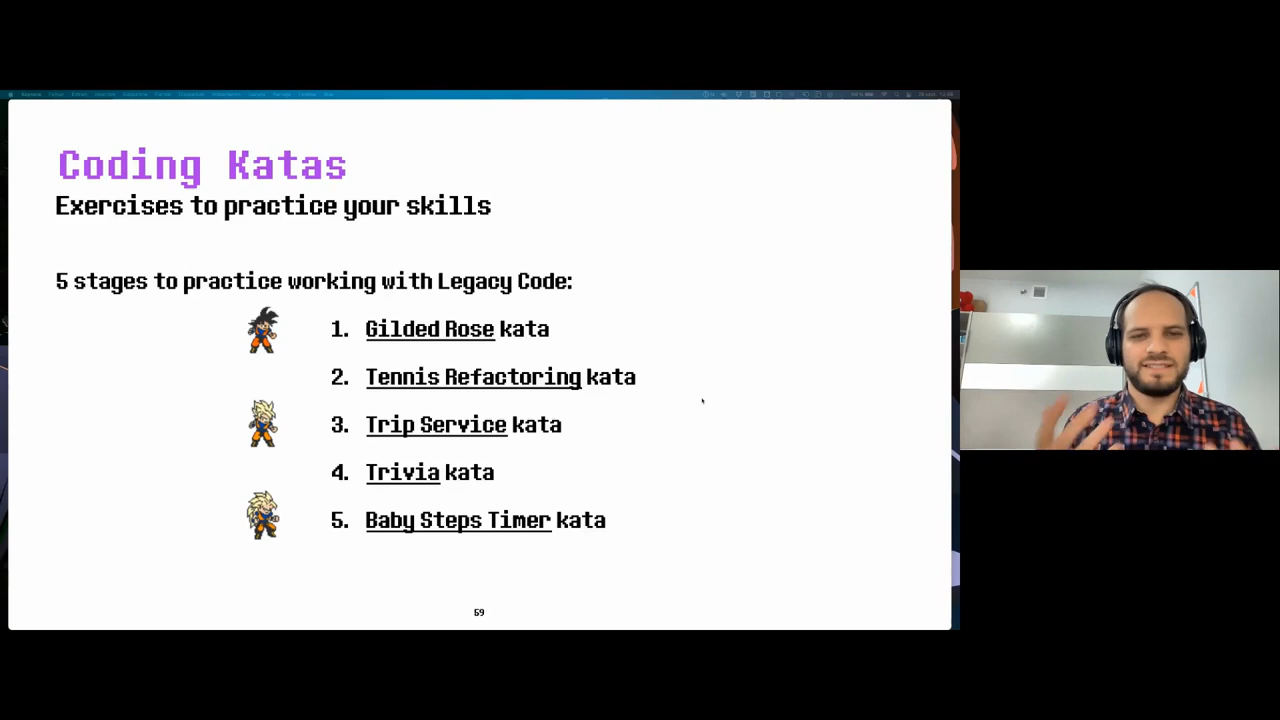 Coding Katas
Exercises to practice your skills
5 stages to practice working with Legacy Code:
1. Gilded Rose kata
2. Tennis Refactoring kata
3. Trip Service kata
4. Trivia kata
5. Baby Steps Timer kata
59